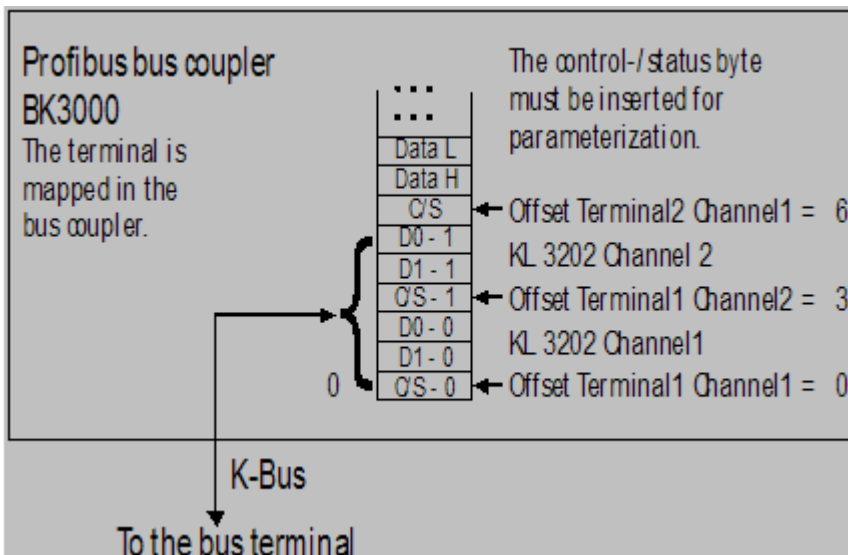 Profibus bus coupler
BK3000
The terminal is
mapped in the
bus coupler.
The control-/status byte
must be inserted for
parameterization.
...
...
Data L
Data H
C/S
Offset Terminal2 Channel1 = 6
D0 - 1
KL 3202 Channel 2
D1 - 1
C/S - 1
Offset Terminal1 Channel2 = 3
D0 - 0
KL 3202 Channel1
D1 - 0
0
C/S - 0
Offset Terminal1 Channel1 = 0
K-Bus
To the bus terminal